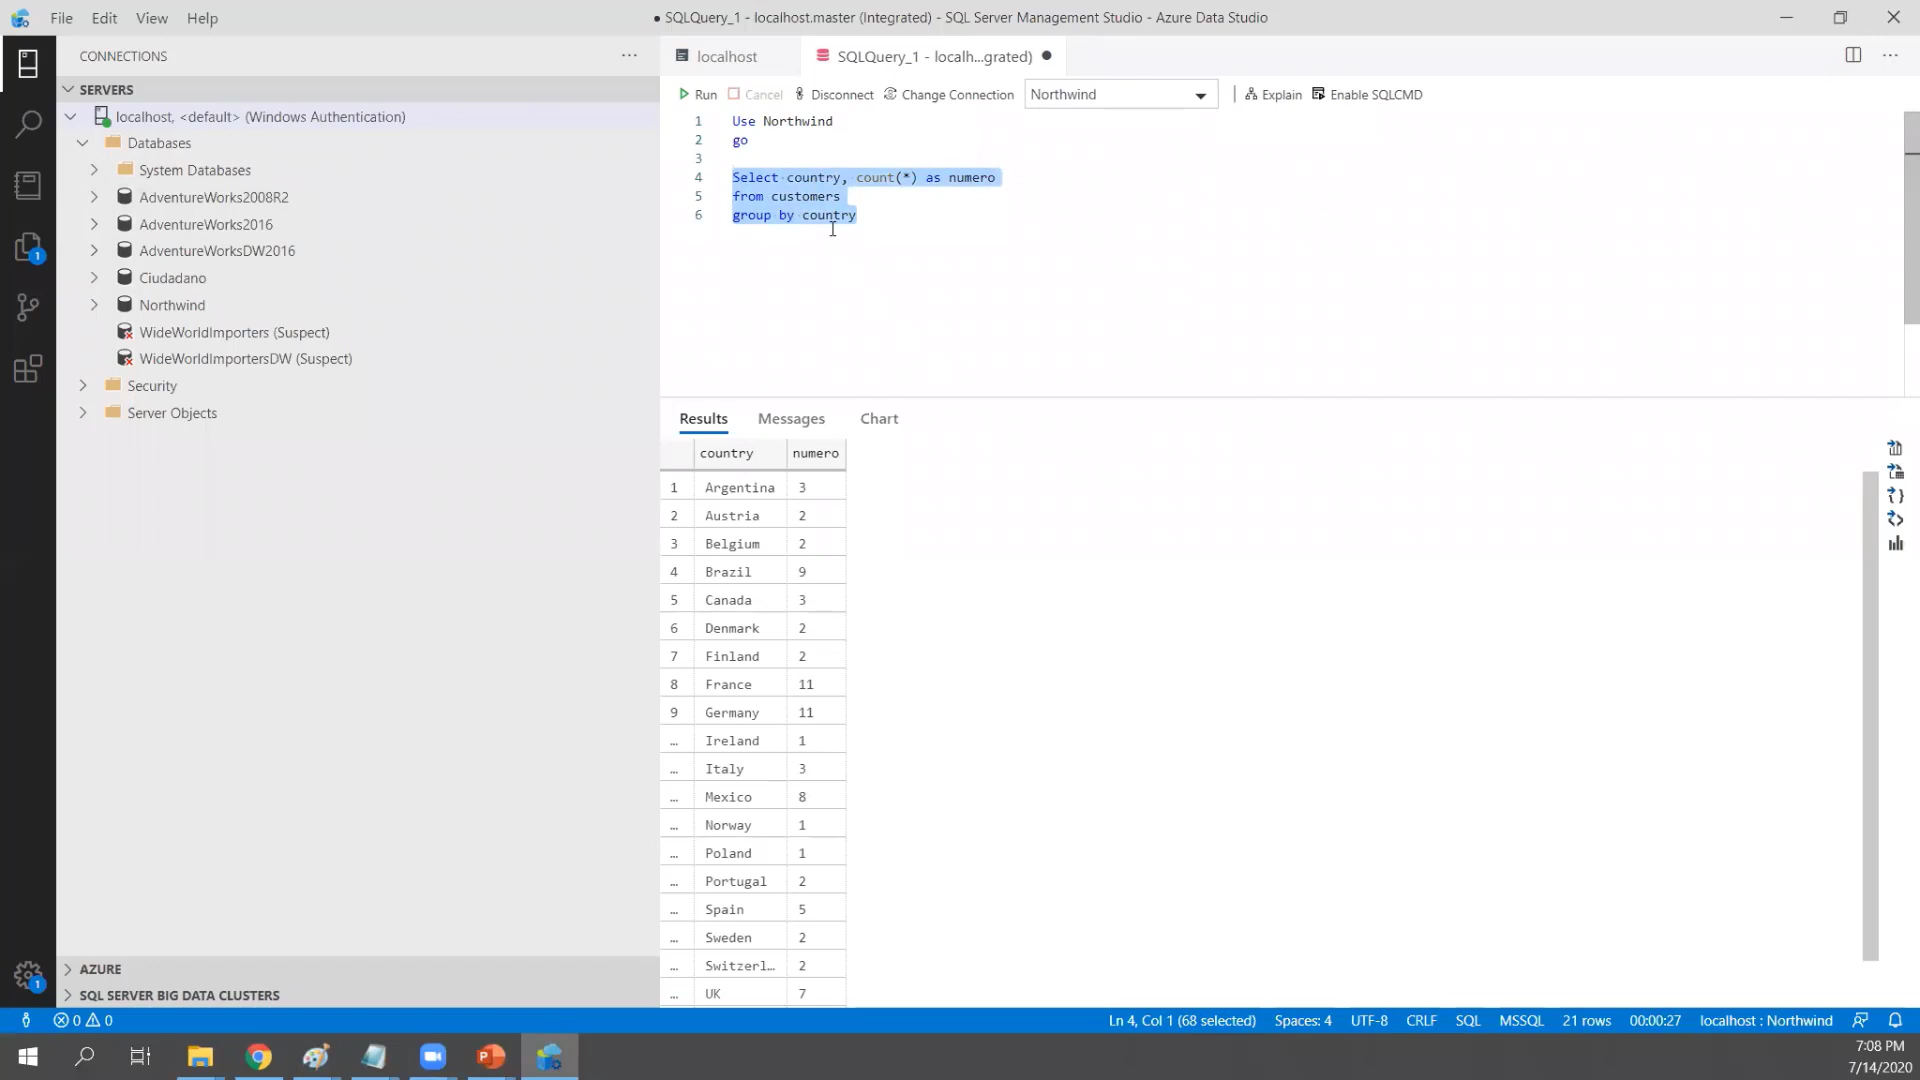 File Edit View Help
● SQLQuery_1 - localhost.master (Integrated) - SQL Server Management Studio - Azure Data Studio
CONNECTIONS
SERVERS
localhost, <default> (Windows Authentication)
Databases
System Databases
AdventureWorks2008R2
AdventureWorks2016
AdventureWorksDW2016
Ciudadano
Northwind
WideWorldImporters (Suspect)
WideWorldImportersDW (Suspect)
Security
Server Objects
AZURE
SQL SERVER BIG DATA CLUSTERS
1
1
localhost
SQLQuery_1 - localh...grated) ●
Run Cancel Disconnect Change Connection Northwind Explain Enable SQLCMD
1 Use Northwind
2 go
3
4 Select country, count(*) as numero
5 from customers
6 group by country
Results Messages Chart
country numero
1 Argentina 3
2 Austria 2
3 Belgium 2
4 Brazil 9
5 Canada 3
6 Denmark 2
7 Finland 2
8 France 11
9 Germany 11
... Ireland 1
... Italy 3
... Mexico 8
... Norway 1
... Poland 1
... Portugal 2
... Spain 5
... Sweden 2
... Switzerl... 2
... UK 7
0 0 Ln 4, Col 1 (68 selected) Spaces: 4 UTF-8 CRLF SQL MSSQL 21 rows 00:00:27 localhost : Northwind
7:08 PM
7/14/2020